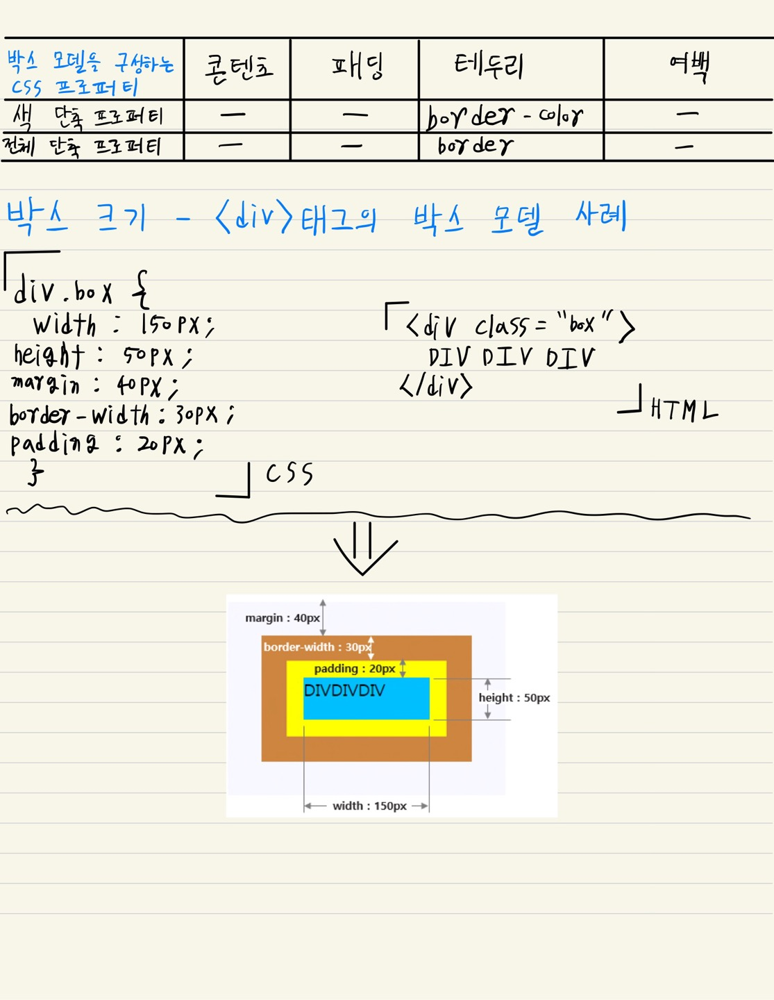 박스 모델을 구성하는 CSS 프로퍼티 콘텐츠 패딩 테두리 여백
색 단축 프로퍼티 — — border-color —
전체 단축 프로퍼티 — — border —
박스 크기 - <div>태그의 박스 모델 사례
div.box {
width : 150px;
height : 50px;
margin : 40px;
border-width : 30px;
padding : 20px;
}
CSS
<div class = "box">
DIV DIV DIV
</div>
HTML
margin : 40px
border-width : 30px
padding : 20px
DIVDIVDIV
height : 50px
width : 150px